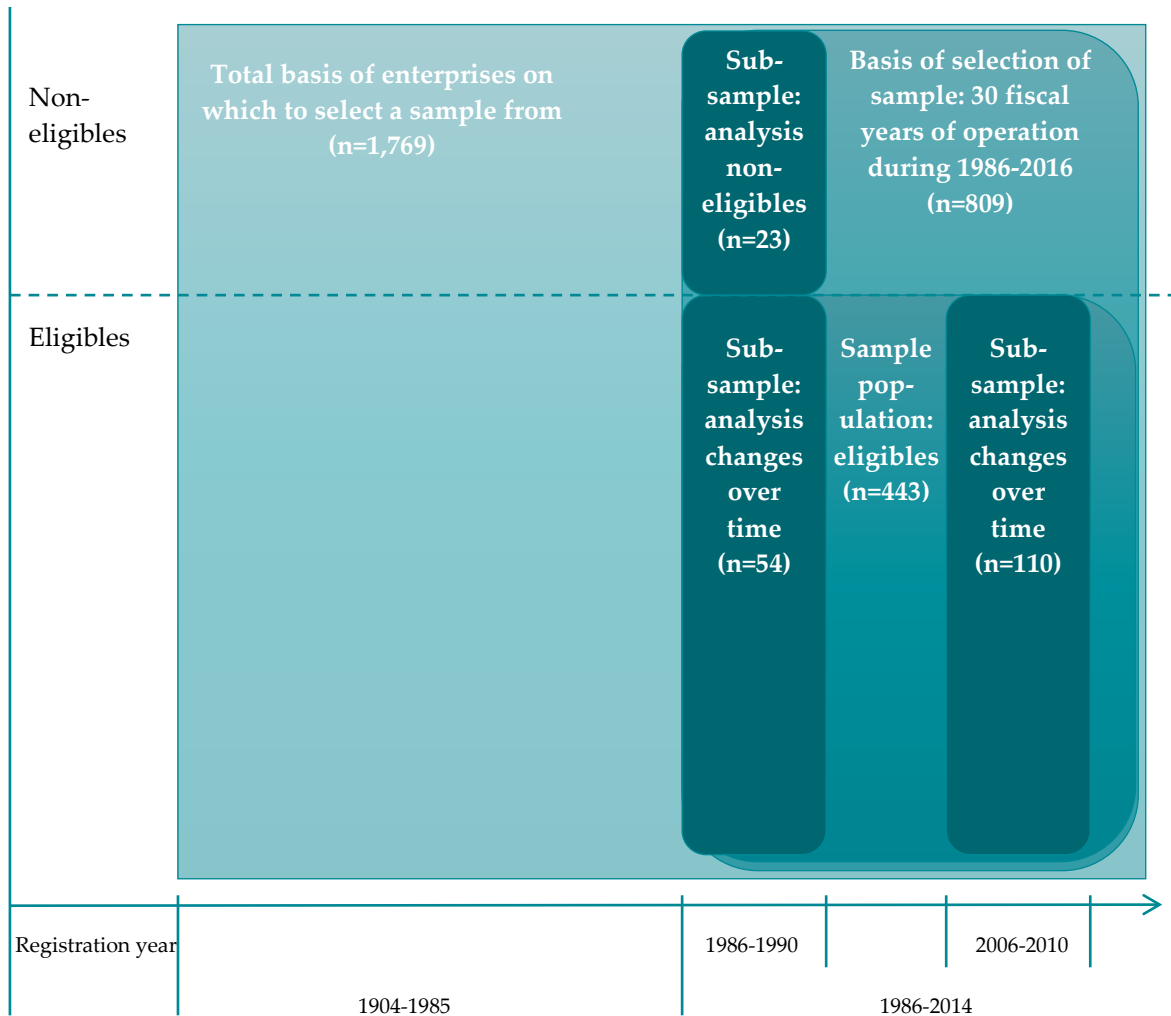 Non-
eligibles
Total basis of enterprises on
which to select a sample from
(n=1,769)
Sub-
sample:
analysis
non-
eligibles
(n=23)
Basis of selection of
sample: 30 fiscal
years of operation
during 1986-2016
(n=809)
Eligibles
Sub-
sample:
analysis
changes
over
time
(n=54)
Sample
pop-
ulation:
eligibles
(n=443)
Sub-
sample:
analysis
changes
over
time
(n=110)
Registration year
1986-1990
2006-2010
1904-1985
1986-2014